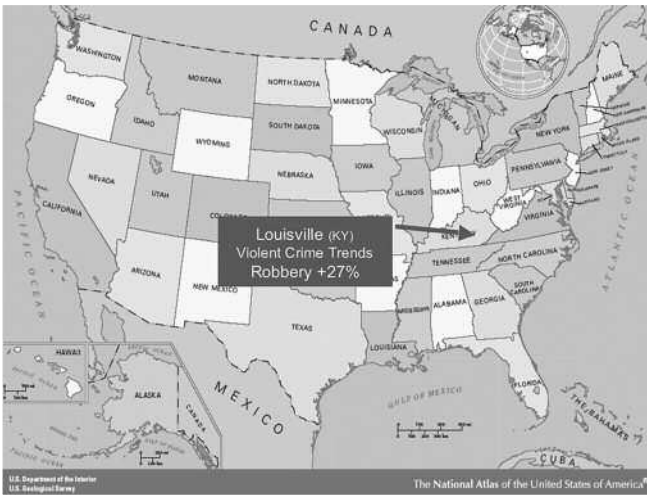 CANADA
WASHINGTON
MONTANA
NORTH DAKOTA
MINNESOTA
MAINE
OREGON
IDAHO
WYOMING
SOUTH DAKOTA
WISCONSIN
MICHIGAN
NEW YORK
NEBRASKA
IOWA
PENNSYLVANIA
NEVADA
UTAH
ILLINOIS
INDIANA
OHIO
WEST
VIRGINIA
VIRGINIA
CALIFORNIA
PACIFIC OCEAN
ATLANTIC OCEAN
Louisville (KY)
Violent Crime Trends
Robbery +27%
TENNESSEE
NORTH CAROLINA
SOUTH
CAROLINA
ARIZONA
NEW MEXICO
MISSISSIPPI
ALABAMA
GEORGIA
TEXAS
LOUISIANA
FLORIDA
HAWAII
ALASKA
CANADA
MEXICO
GULF OF MEXICO
THE BAHAMAS
CUBA
U.S. Department of the Interior
U.S. Geological Survey
The National Atlas of the United States of America®